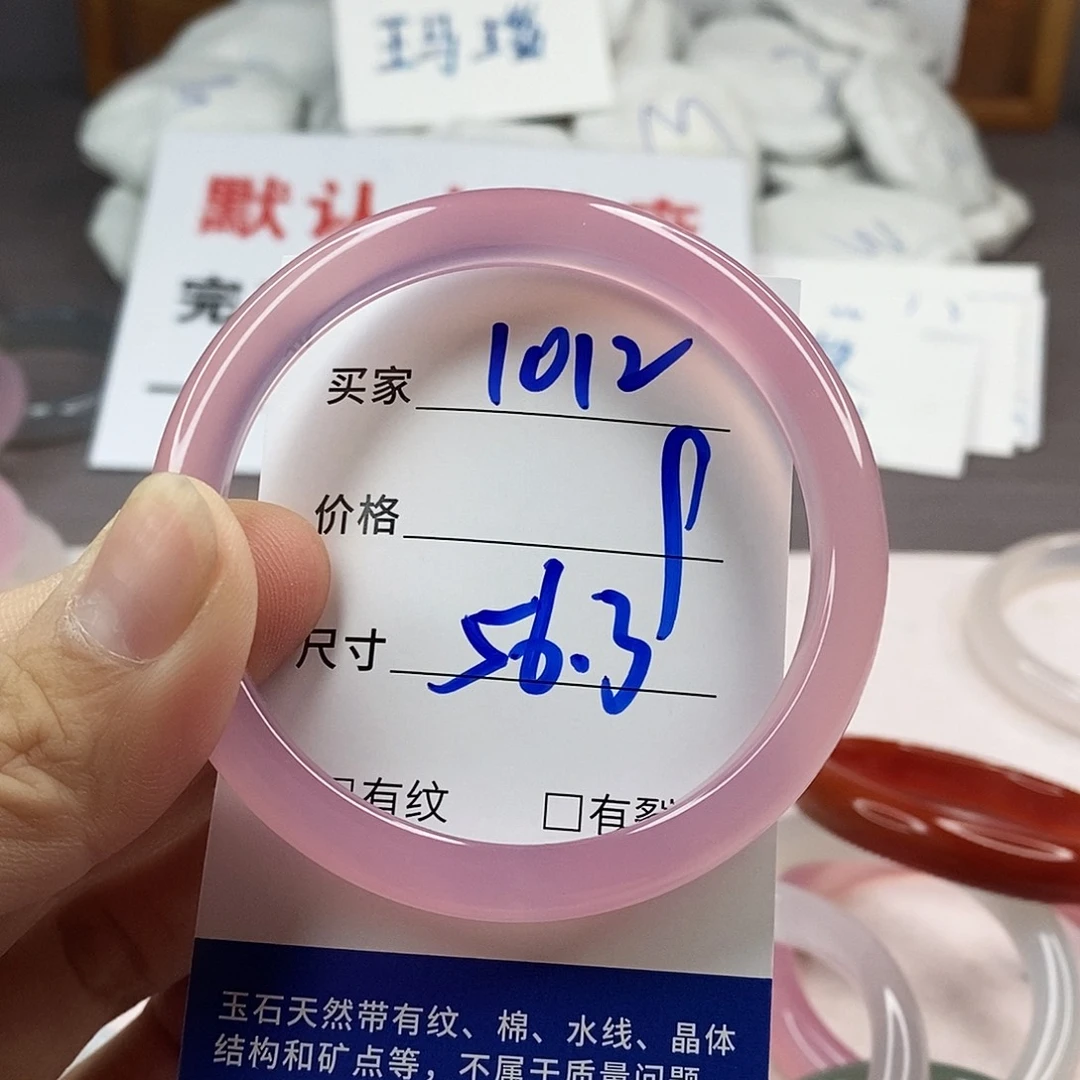 玛瑙
默认
完
买家 1012
价格
尺寸 56.3
有纹 □有裂
玉石天然带有纹、棉、水线、晶体
结构和矿点等，不属于质量问题